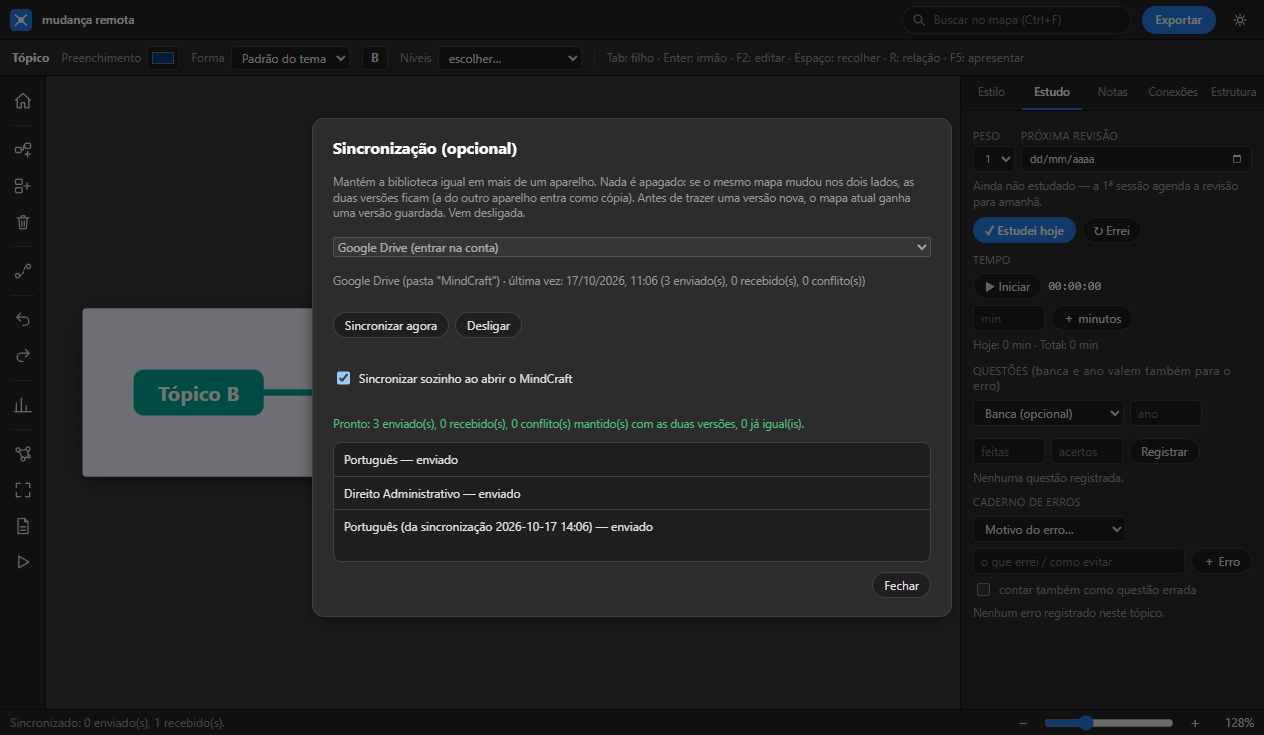 mudança remota
Buscar no mapa (Ctrl+F)
Exportar
Tópico
Preenchimento
Forma
Padrão do tema
B
Níveis
escolher...
Tab: filho · Enter: irmão · F2: editar · Espaço: recolher · R: relação · F5: apresentar
Estilo
Estudo
Notas
Conexões
Estrutura
Tópico B
Sincronização (opcional)
Mantém a biblioteca igual em mais de um aparelho. Nada é apagado: se o mesmo mapa mudou nos dois lados, as
duas versões ficam (a do outro aparelho entra como cópia). Antes de trazer uma versão nova, o mapa atual ganha
uma versão guardada. Vem desligada.
Google Drive (entrar na conta)
Google Drive (pasta "MindCraft") · última vez: 17/10/2026, 11:06 (3 enviado(s), 0 recebido(s), 0 conflito(s))
Sincronizar agora
Desligar
Sincronizar sozinho ao abrir o MindCraft
Pronto: 3 enviado(s), 0 recebido(s), 0 conflito(s) mantido(s) com as duas versões, 0 já igual(is).
Português — enviado
Direito Administrativo — enviado
Português (da sincronização 2026-10-17 14:06) — enviado
Fechar
PESO
PRÓXIMA REVISÃO
1
dd/mm/aaaa
Ainda não estudado — a 1ª sessão agenda a revisão
para amanhã.
✓ Estudei hoje
↻ Errei
TEMPO
▶ Iniciar
00:00:00
min
+ minutos
Hoje: 0 min · Total: 0 min
QUESTÕES (banca e ano valem também para o
erro)
Banca (opcional)
ano
feitas
acertos
Registrar
Nenhuma questão registrada.
CADERNO DE ERROS
Motivo do erro...
o que errei / como evitar
+ Erro
contar também como questão errada
Nenhum erro registrado neste tópico.
Sincronizado: 0 enviado(s), 1 recebido(s).
−
+
128%